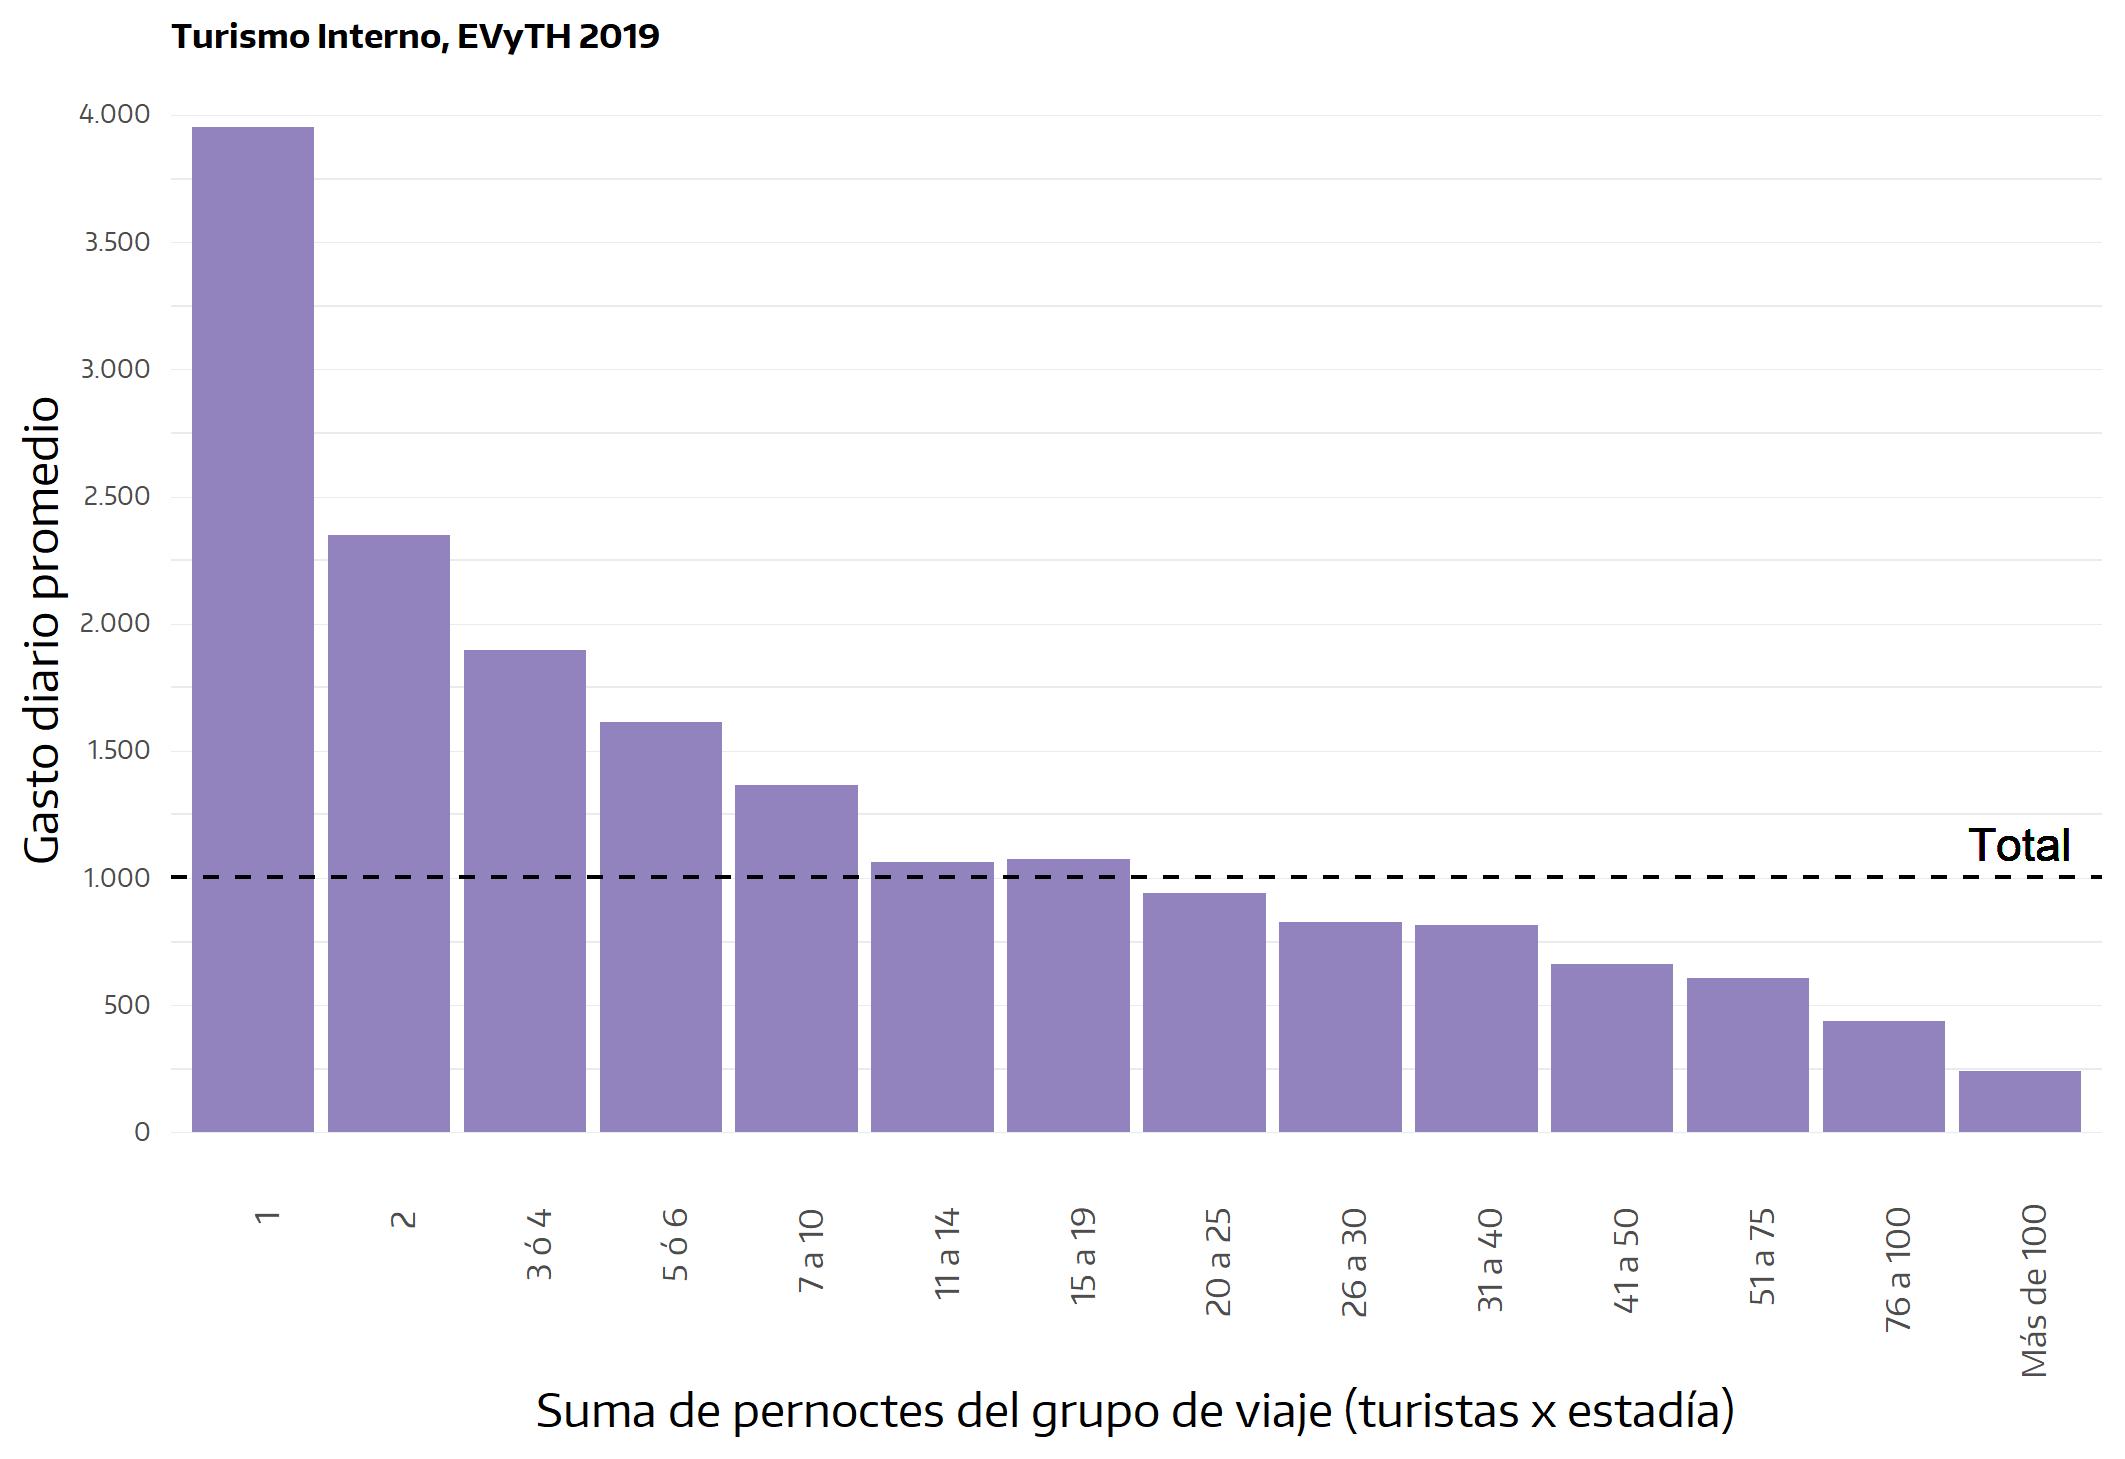 Turismo Interno, EVyTH 2019
Gasto diario promedio
4.000
3.500
3.000
2.500
2.000
1.500
1.000
500
0
Total
1
2
3 ó 4
5 ó 6
7 a 10
11 a 14
15 a 19
20 a 25
26 a 30
31 a 40
41 a 50
51 a 75
76 a 100
Más de 100
Suma de pernoctes del grupo de viaje (turistas x estadía)